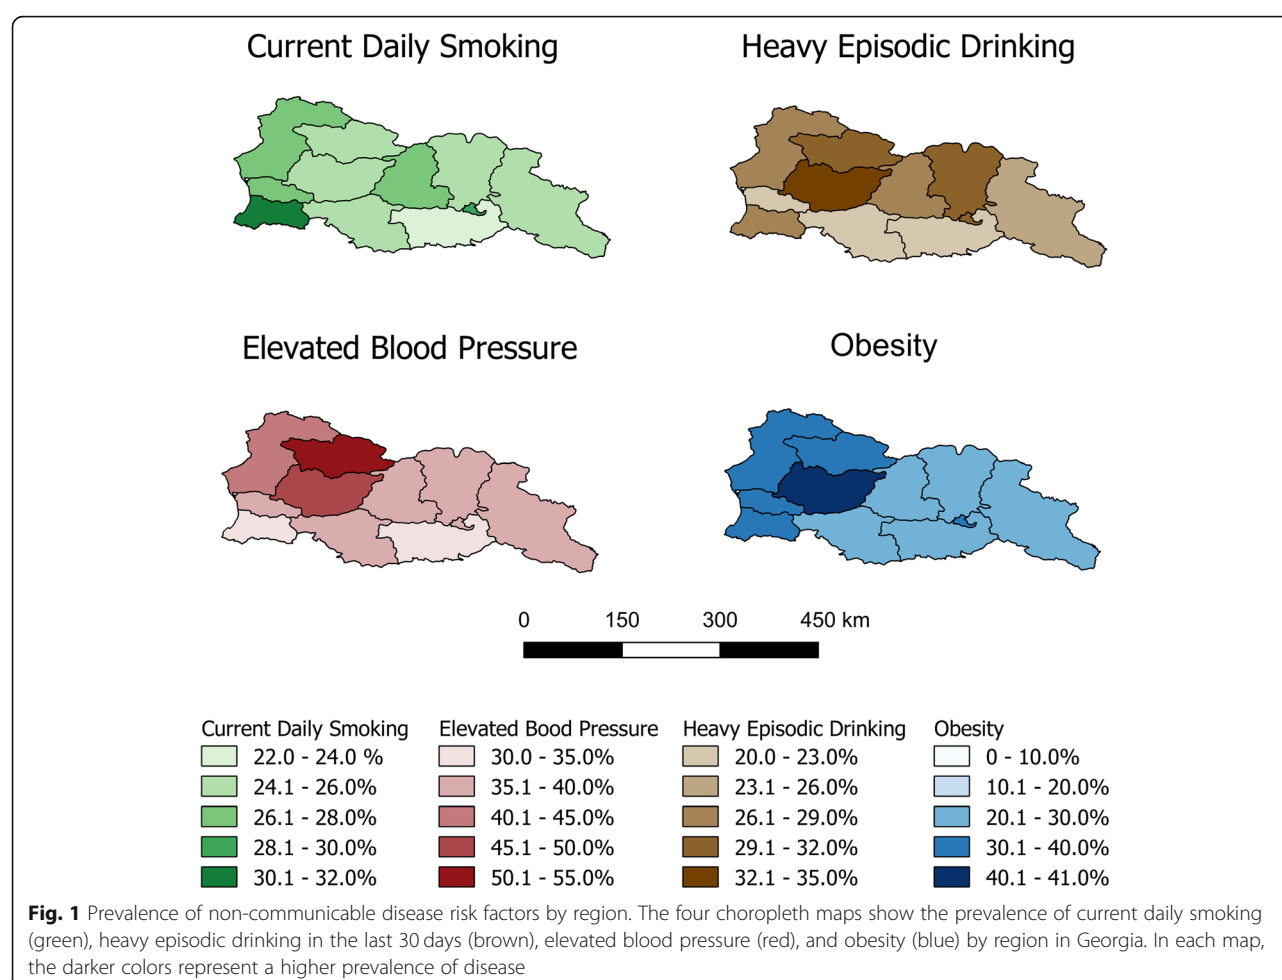 Current Daily Smoking
Heavy Episodic Drinking
Elevated Blood Pressure
Obesity
0 150 300 450 km
Current Daily Smoking
22.0 - 24.0 %
24.1 - 26.0%
26.1 - 28.0%
28.1 - 30.0%
30.1 - 32.0%
Elevated Bood Pressure
30.0 - 35.0%
35.1 - 40.0%
40.1 - 45.0%
45.1 - 50.0%
50.1 - 55.0%
Heavy Episodic Drinking
20.0 - 23.0%
23.1 - 26.0%
26.1 - 29.0%
29.1 - 32.0%
32.1 - 35.0%
Obesity
0 - 10.0%
10.1 - 20.0%
20.1 - 30.0%
30.1 - 40.0%
40.1 - 41.0%
Fig. 1 Prevalence of non-communicable disease risk factors by region. The four choropleth maps show the prevalence of current daily smoking
(green), heavy episodic drinking in the last 30 days (brown), elevated blood pressure (red), and obesity (blue) by region in Georgia. In each map,
the darker colors represent a higher prevalence of disease